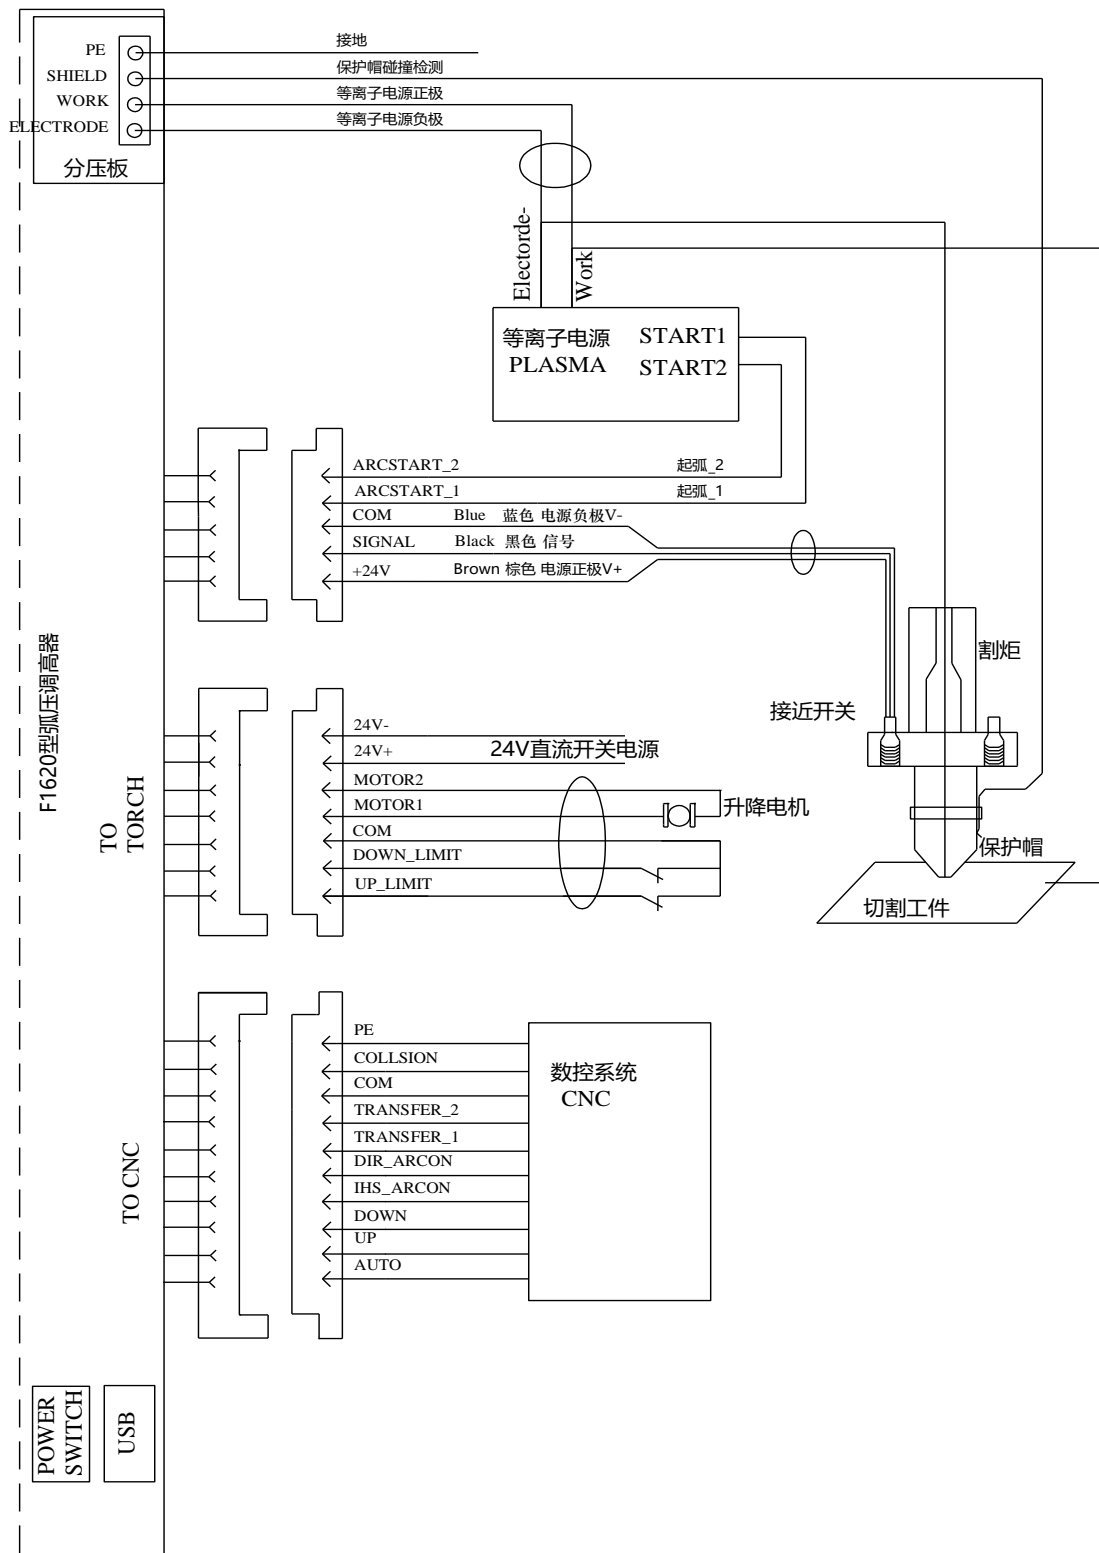 PE
接地
SHIELD
保护帽碰撞检测
WORK
等离子电源正极
ELECTRODE
等离子电源负极
分压板
Electorde-
Work
等离子电源
PLASMA
START1
START2
ARCSTART_2
起弧_2
ARCSTART_1
起弧_1
COM
Blue 蓝色 电源负极V-
SIGNAL
Black 黑色 信号
+24V
Brown 棕色 电源正极V+
割炬
接近开关
F1620型弧压调高器
24V-
24V+
24V直流开关电源
MOTOR2
MOTOR1
升降电机
COM
DOWN_LIMIT
UP_LIMIT
TO
TORCH
保护帽
切割工件
PE
COLLSION
COM
TRANSFER_2
TRANSFER_1
DIR_ARCON
IHS_ARCON
DOWN
UP
AUTO
数控系统
CNC
TO CNC
POWER
SWITCH
USB